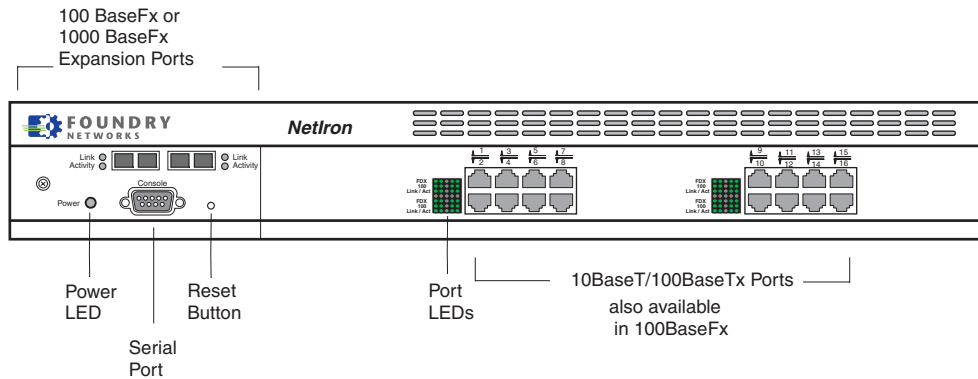 100 BaseFx or
1000 BaseFx
Expansion Ports
FOUNDRY
NETWORKS
NetIron
Link
Activity
Link
Activity
Console
Power
FDX
100
Link / Act
FDX
100
Link / Act
1 3 5 7
2 4 6 8
FDX
100
Link / Act
FDX
100
Link / Act
9 11 13 15
10 12 14 16
Power
LED
Reset
Button
Serial
Port
Port
LEDs
10BaseT/100BaseTx Ports
also available
in 100BaseFx